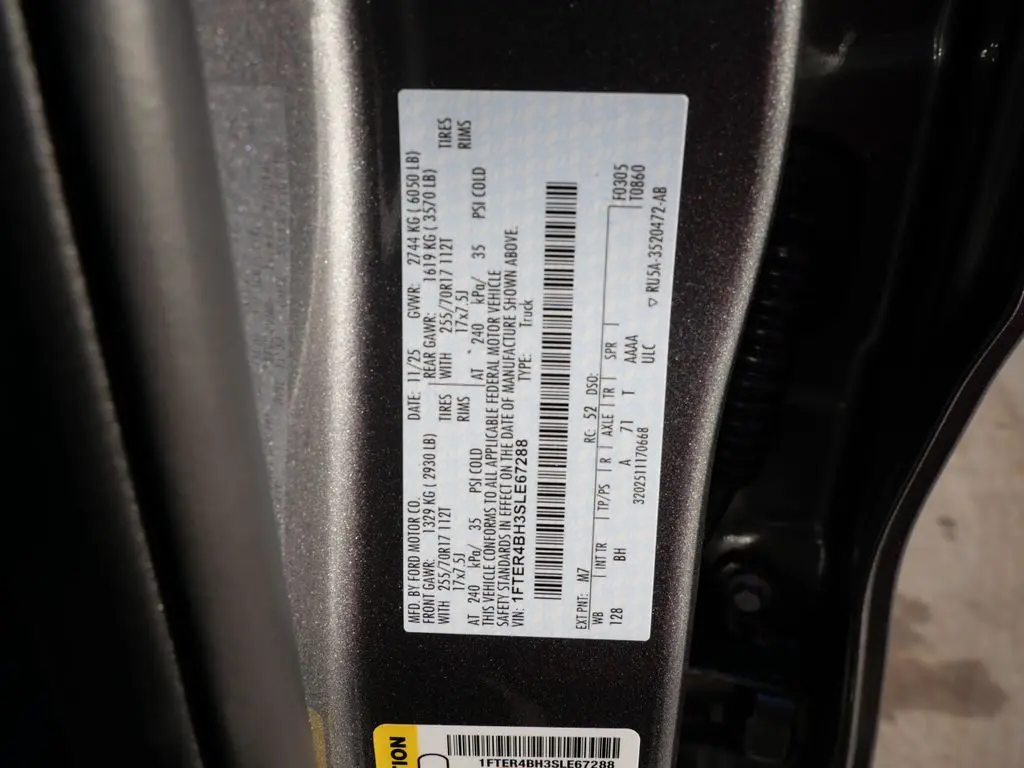 MFD. BY FORD MOTOR CO. DATE: 11/25 GVWR: 2744 KG ( 6050 LB)
FRONT GAWR: 1329 KG ( 2930 LB) REAR GAWR: 1619 KG ( 3570 LB)
WITH 255/70R17 112T TIRES WITH 255/70R17 112T TIRES
17x7.5J RIMS 17x7.5J RIMS
AT 240 kPa/ 35 PSI COLD AT 240 kPa/ 35 PSI COLD
THIS VEHICLE CONFORMS TO ALL APPLICABLE FEDERAL MOTOR VEHICLE
SAFETY STANDARDS IN EFFECT ON THE DATE OF MANUFACTURE SHOWN ABOVE.
VIN: 1FTER4BH3SLE67288 TYPE: Truck
EXT PNT: M7 RC: 52 DSO: F0305
WB INT TR TP/PS R AXLE TR SPR T0860
128 BH A 71 T AAAA
3202511170668 ULC ▽ RU5A-3520472-AB
TION
1FTER4BH3SLE67288